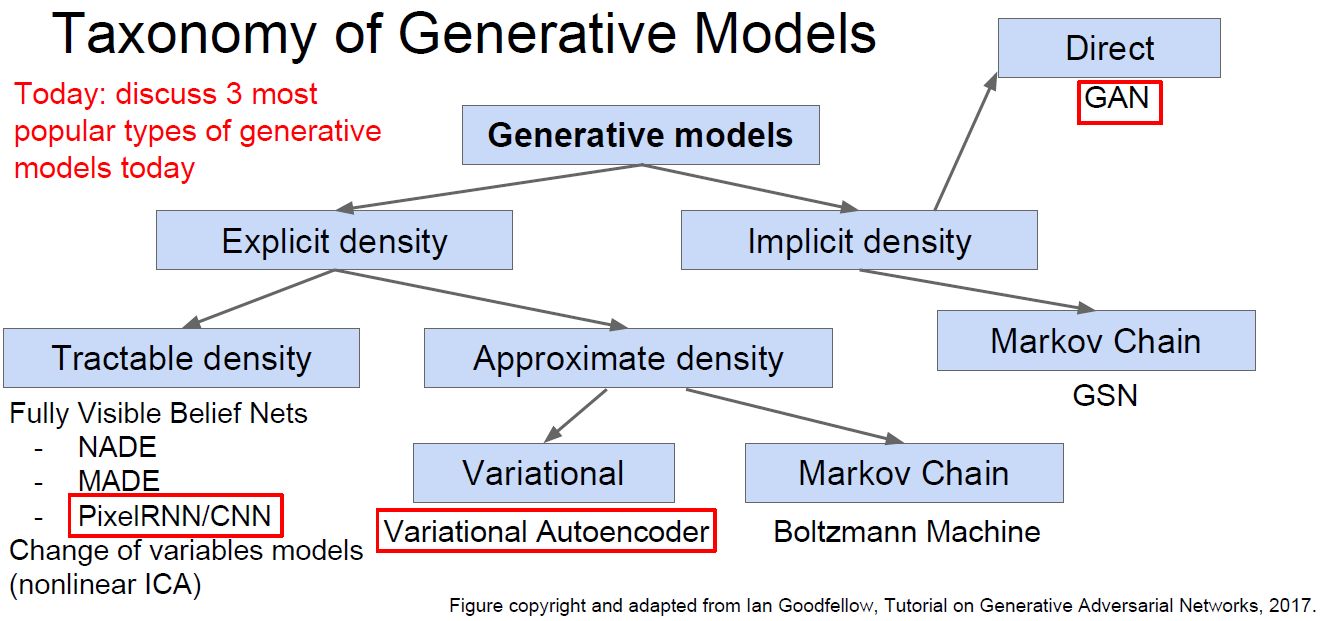 Taxonomy of Generative Models
Today: discuss 3 most
popular types of generative
models today
Direct
GAN
Generative models
Explicit density
Implicit density
Tractable density
Approximate density
Markov Chain
GSN
Fully Visible Belief Nets
- NADE
- MADE
- PixelRNN/CNN
Change of variables models
(nonlinear ICA)
Variational
Variational Autoencoder
Markov Chain
Boltzmann Machine
Figure copyright and adapted from Ian Goodfellow, Tutorial on Generative Adversarial Networks, 2017.